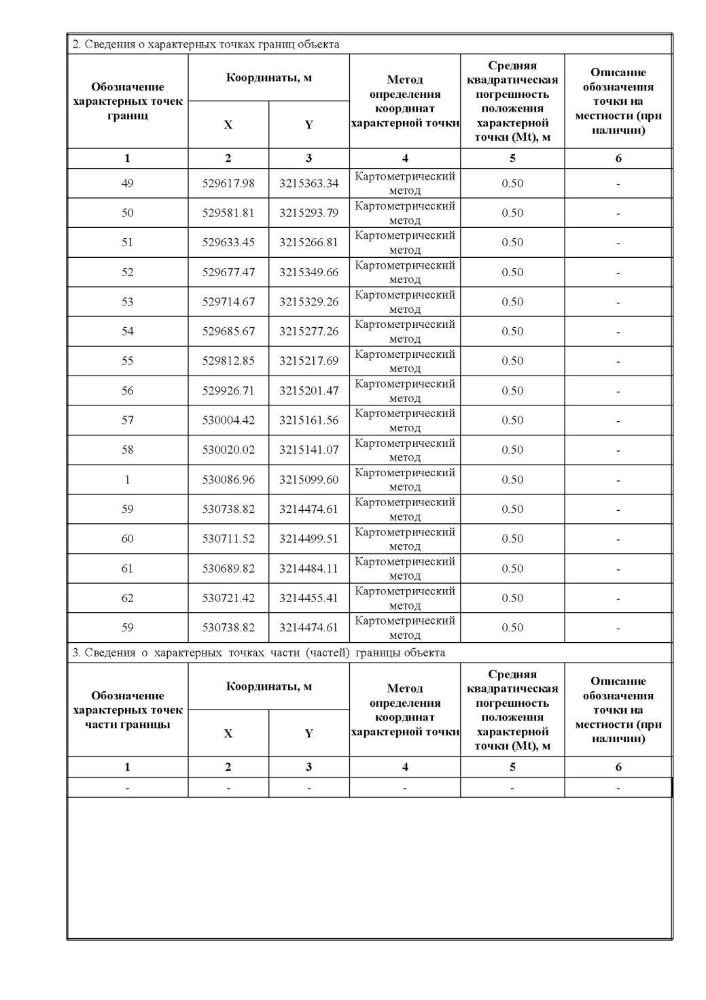 2. Сведения о характерных точках границ объекта
Обозначение
характерных точек
границ
Координаты, м
X
Y
Метод
определения
координат
характерной точки
Средняя
квадратическая
погрешность
положения
характерной
точки (Mt), м
Описание
обозначения
точки на
местности (при
наличии)
1 2 3 4 5 6
49 529617.98 3215363.34 Картометрический
метод
0.50 -
50 529581.81 3215293.79 Картометрический
метод
0.50 -
51 529633.45 3215266.81 Картометрический
метод
0.50 -
52 529677.47 3215349.66 Картометрический
метод
0.50 -
53 529714.67 3215329.26 Картометрический
метод
0.50 -
54 529685.67 3215277.26 Картометрический
метод
0.50 -
55 529812.85 3215217.69 Картометрический
метод
0.50 -
56 529926.71 3215201.47 Картометрический
метод
0.50 -
57 530004.42 3215161.56 Картометрический
метод
0.50 -
58 530020.02 3215141.07 Картометрический
метод
0.50 -
1 530086.96 3215099.60 Картометрический
метод
0.50 -
59 530738.82 3214474.61 Картометрический
метод
0.50 -
60 530711.52 3214499.51 Картометрический
метод
0.50 -
61 530689.82 3214484.11 Картометрический
метод
0.50 -
62 530721.42 3214455.41 Картометрический
метод
0.50 -
59 530738.82 3214474.61 Картометрический
метод
0.50 -
3. Сведения о характерных точках части (частей) границы объекта
Обозначение
характерных точек
части границы
Координаты, м
X
Y
Метод
определения
координат
характерной точки
Средняя
квадратическая
погрешность
положения
характерной
точки (Mt), м
Описание
обозначения
точки на
местности (при
наличии)
1 2 3 4 5 6
- - - - - -